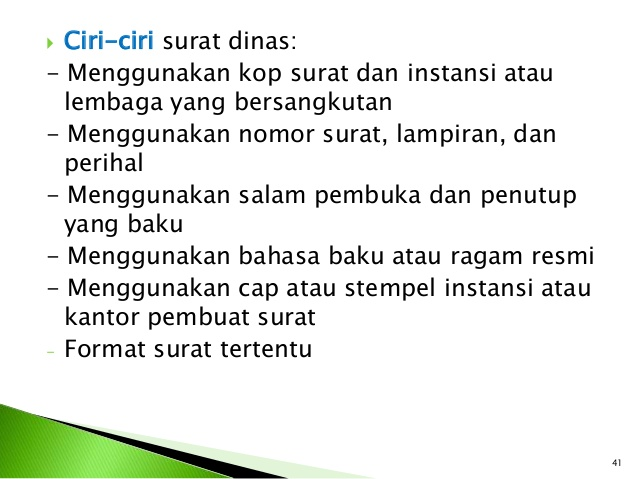 Ciri-ciri surat dinas:
- Menggunakan kop surat dan instansi atau
lembaga yang bersangkutan
- Menggunakan nomor surat, lampiran, dan
perihal
- Menggunakan salam pembuka dan penutup
yang baku
- Menggunakan bahasa baku atau ragam resmi
- Menggunakan cap atau stempel instansi atau
kantor pembuat surat
- Format surat tertentu
41